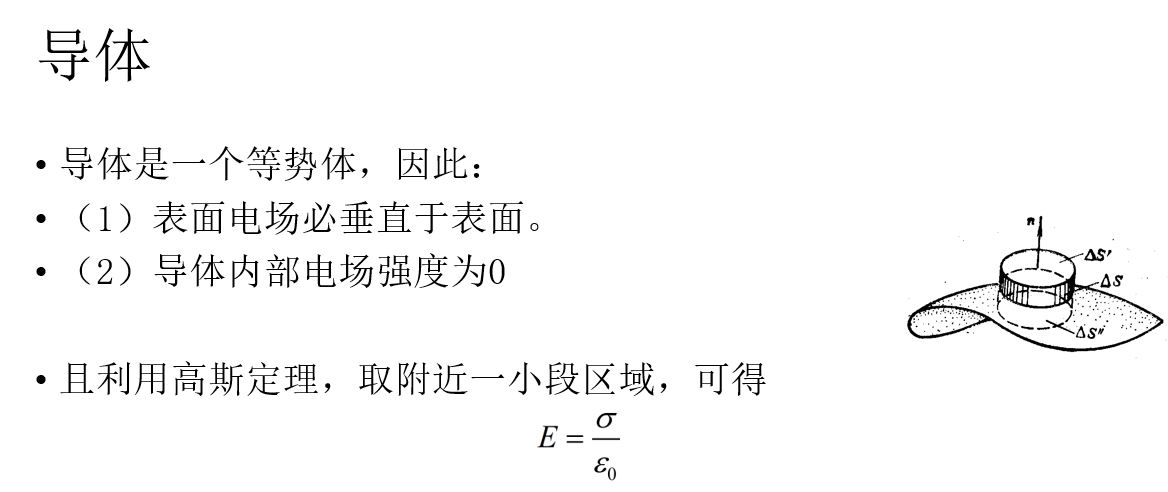 导体
• 导体是一个等势体，因此：
• （1）表面电场必垂直于表面。
• （2）导体内部电场强度为0
n
ΔS′
ΔS
ΔS″
• 且利用高斯定理，取附近一小段区域，可得
E = σ/ε₀